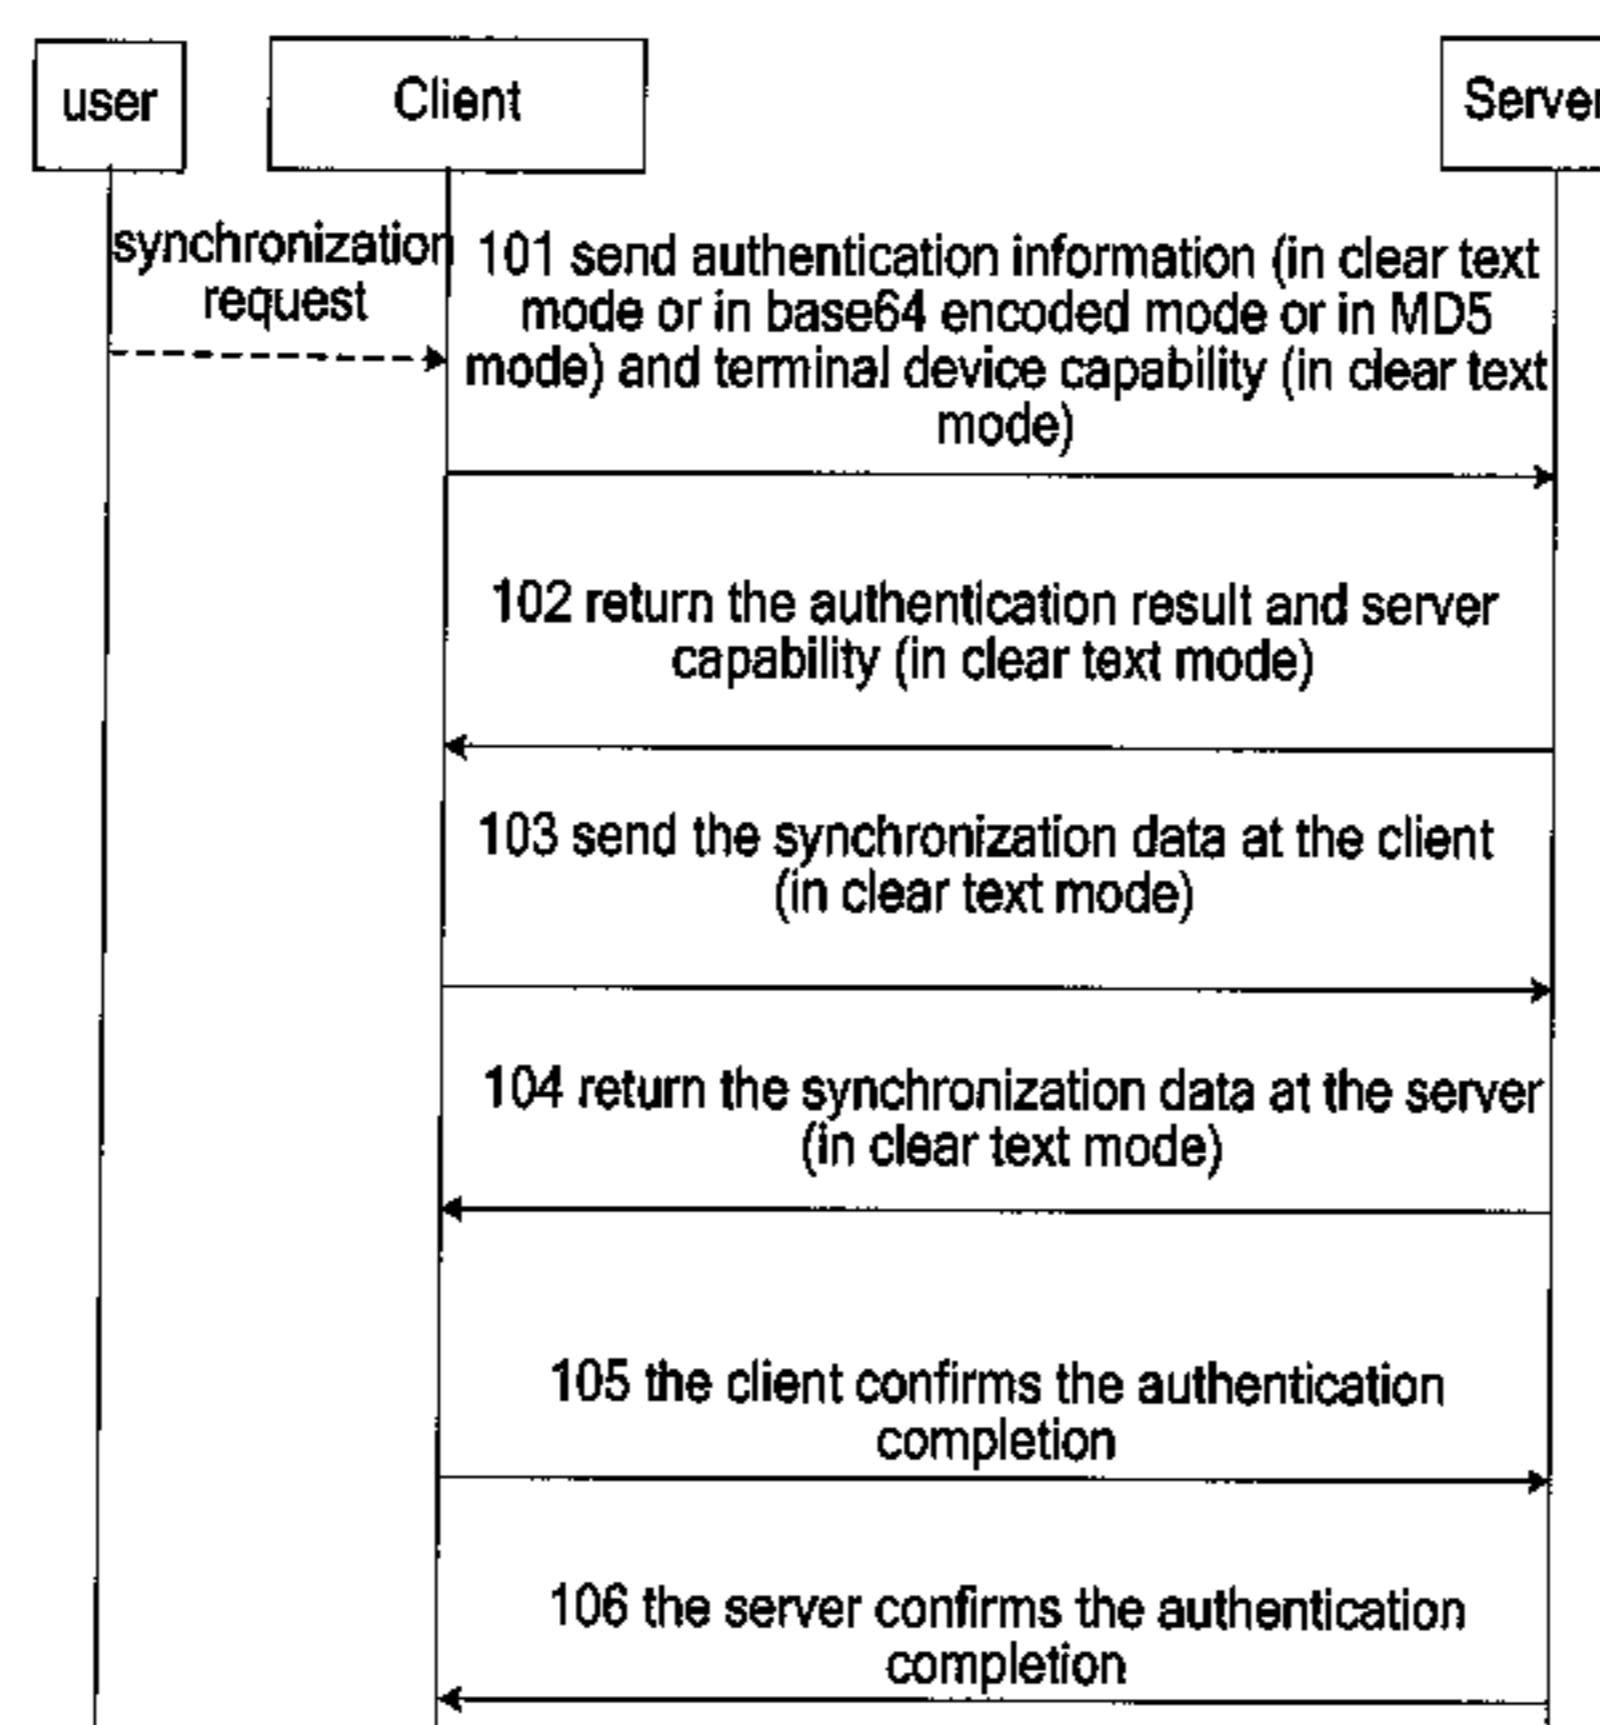 user
Client
Server
synchronization
request
101 send authentication information (in clear text
mode or in base64 encoded mode or in MD5
mode) and terminal device capability (in clear text
mode)
102 return the authentication result and server
capability (in clear text mode)
103 send the synchronization data at the client
(in clear text mode)
104 return the synchronization data at the server
(in clear text mode)
105 the client confirms the authentication
completion
106 the server confirms the authentication
completion